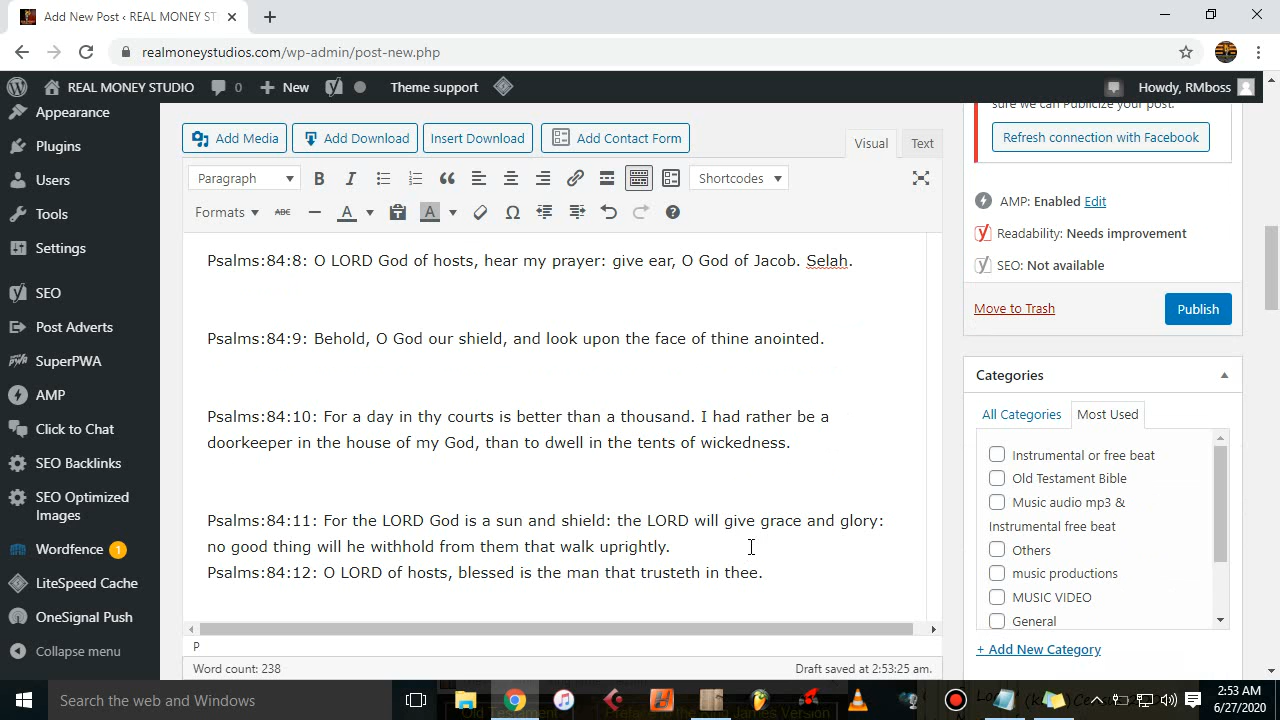 Add New Post ‹ REAL MONEY ST
realmoneystudios.com/wp-admin/post-new.php
REAL MONEY STUDIO
0
New
Theme support
Howdy, RMboss
Appearance
Plugins
Users
Tools
Settings
SEO
Post Adverts
SuperPWA
AMP
Click to Chat
SEO Backlinks
SEO Optimized
Images
Wordfence 1
LiteSpeed Cache
OneSignal Push
Collapse menu
Add Media
Add Download
Insert Download
Add Contact Form
Visual
Text
Paragraph
B
I
Shortcodes
Formats
ABC
A
A
Psalms:84:8: O LORD God of hosts, hear my prayer: give ear, O God of Jacob. Selah.
Psalms:84:9: Behold, O God our shield, and look upon the face of thine anointed.
Psalms:84:10: For a day in thy courts is better than a thousand. I had rather be a
doorkeeper in the house of my God, than to dwell in the tents of wickedness.
Psalms:84:11: For the LORD God is a sun and shield: the LORD will give grace and glory:
no good thing will he withhold from them that walk uprightly.
Psalms:84:12: O LORD of hosts, blessed is the man that trusteth in thee.
P
Word count: 238
Draft saved at 2:53:25 am.
sure we can Publicize your post.
Refresh connection with Facebook
AMP: Enabled Edit
Readability: Needs improvement
SEO: Not available
Move to Trash
Publish
Categories
All Categories
Most Used
Instrumental or free beat
Old Testament Bible
Music audio mp3 &
Instrumental free beat
Others
music productions
MUSIC VIDEO
General
+ Add New Category
Search the web and Windows
2:53 AM
6/27/2020